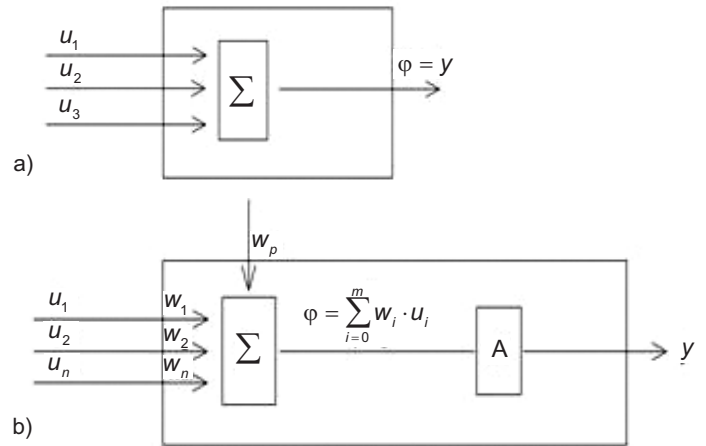 u₁
u₂
u₃
∑
φ = y
a)
wₚ
u₁ w₁
u₂ w₂
uₙ wₙ
∑
φ = ∑_{i=0}^{m} wᵢ · uᵢ
A
y
b)